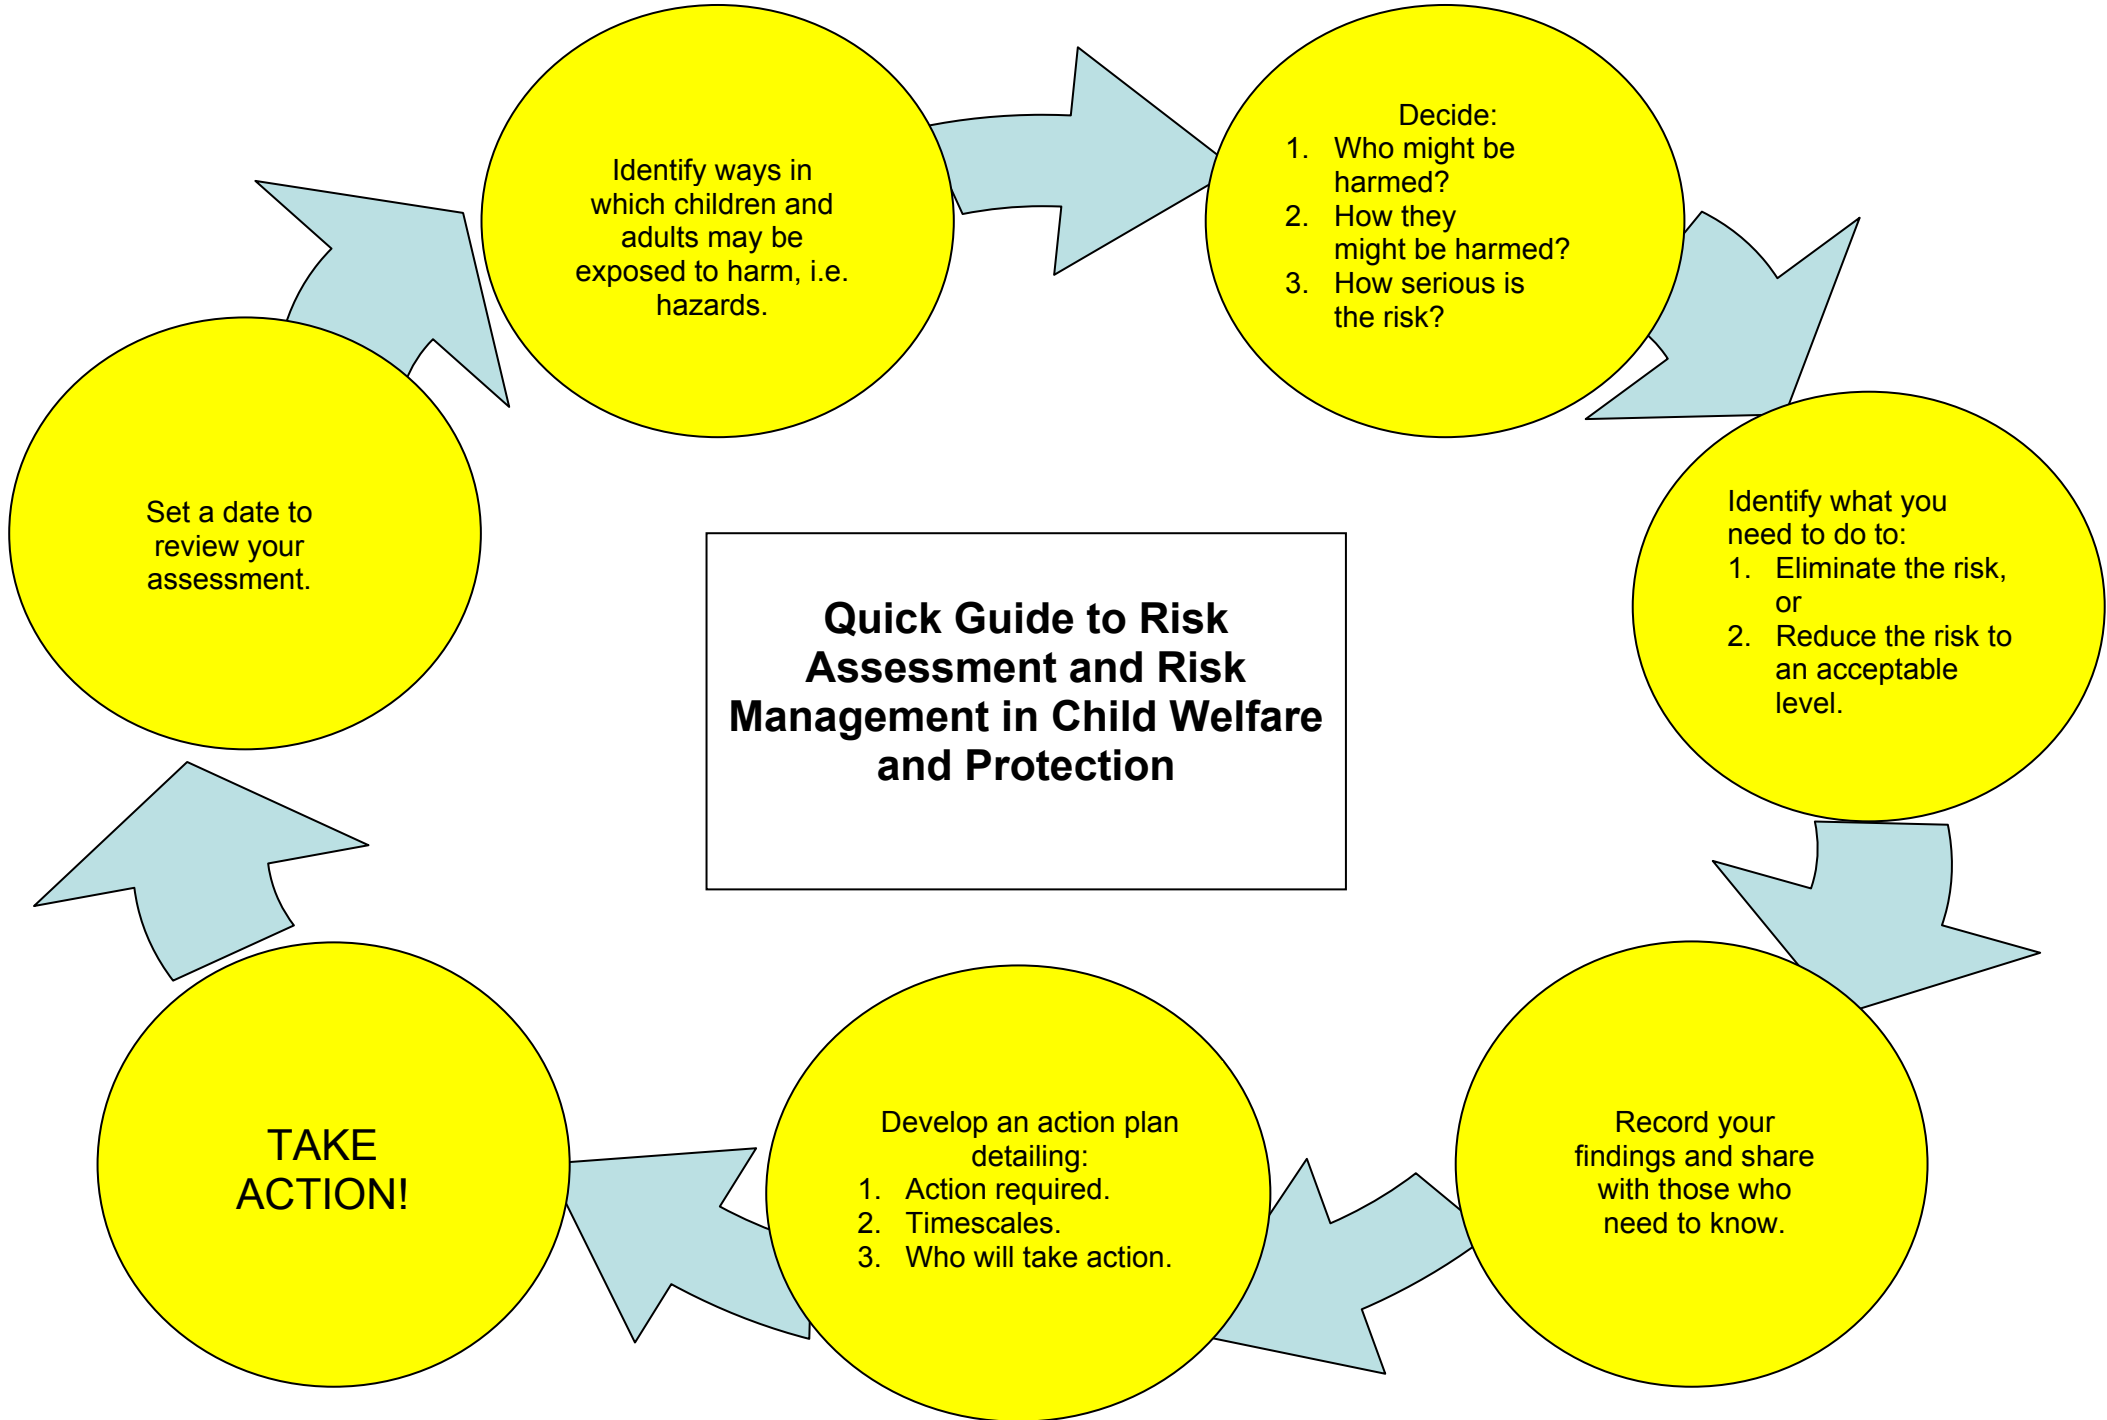 Identify ways in
which children and
adults may be
exposed to harm, i.e.
hazards.
Decide:
1. Who might be
harmed?
2. How they
might be harmed?
3. How serious is
the risk?
Identify what you
need to do to:
1. Eliminate the risk,
or
2. Reduce the risk to
an acceptable
level.
Record your
findings and share
with those who
need to know.
Develop an action plan
detailing:
1. Action required.
2. Timescales.
3. Who will take action.
TAKE
ACTION!
Set a date to
review your
assessment.
Quick Guide to Risk
Assessment and Risk
Management in Child Welfare
and Protection